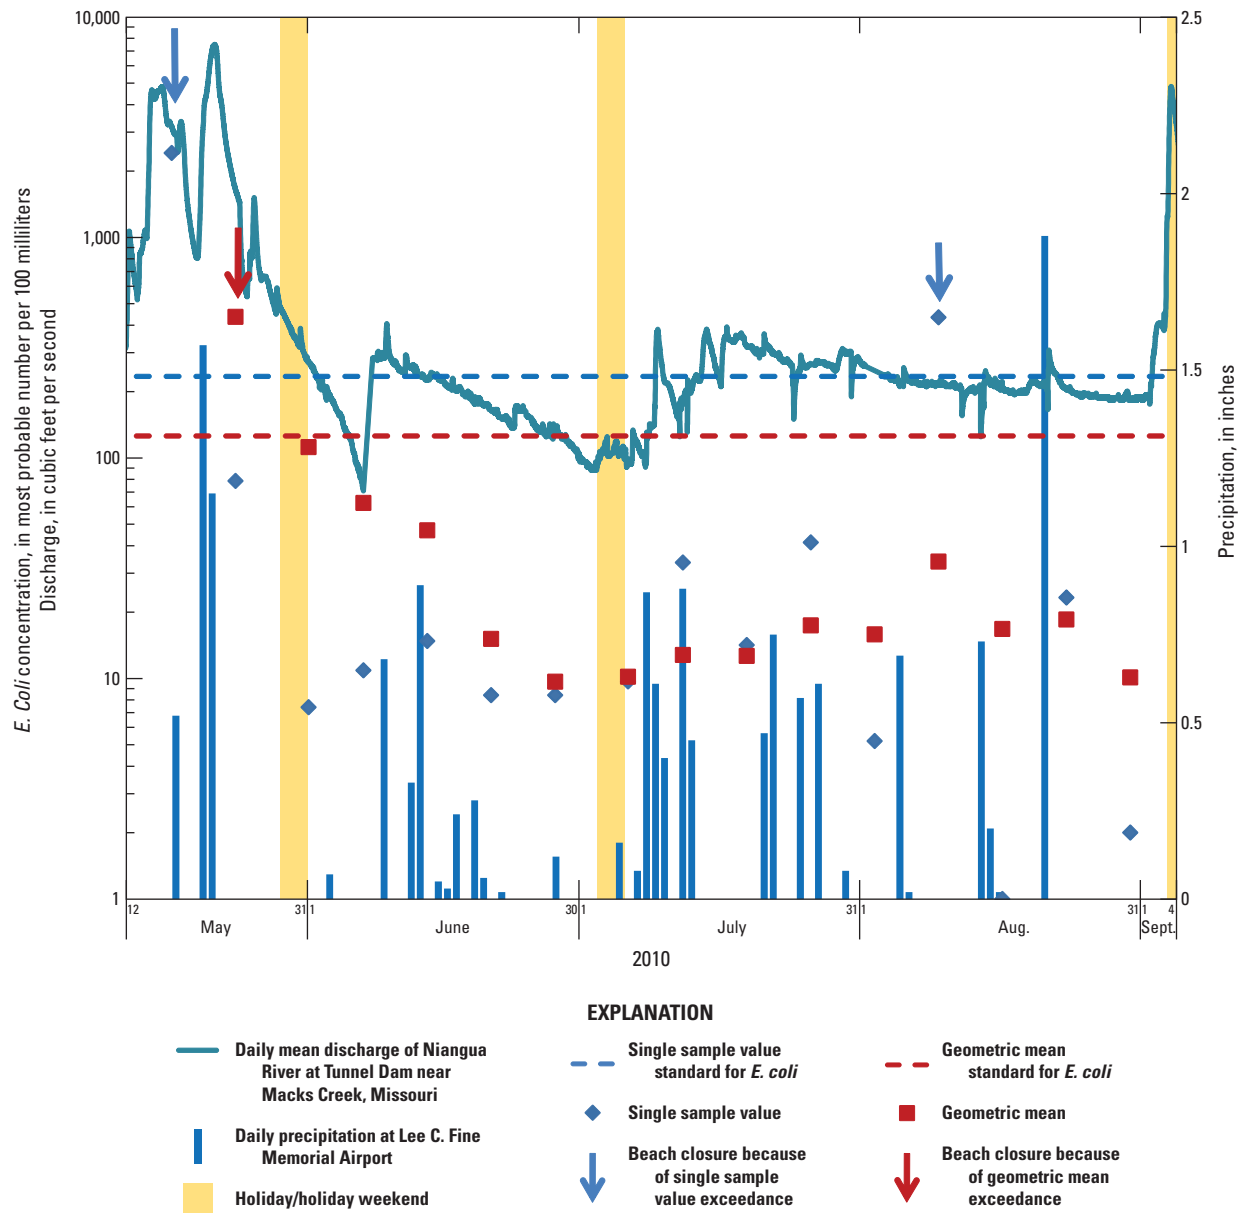 10,000
1,000
100
10
1
E. Coli concentration, in most probable number per 100 milliliters
Discharge, in cubic feet per second
2.5
2
1.5
1
0.5
0
Precipitation, in inches
12 31 1 30 1 31 1 31 1 4
May June July Aug. Sept.
2010
EXPLANATION
Daily mean discharge of Niangua
River at Tunnel Dam near
Macks Creek, Missouri
Daily precipitation at Lee C. Fine
Memorial Airport
Holiday/holiday weekend
Single sample value
standard for E. coli
Single sample value
Beach closure because
of single sample
value exceedance
Geometric mean
standard for E. coli
Geometric mean
Beach closure because
of geometric mean
exceedance